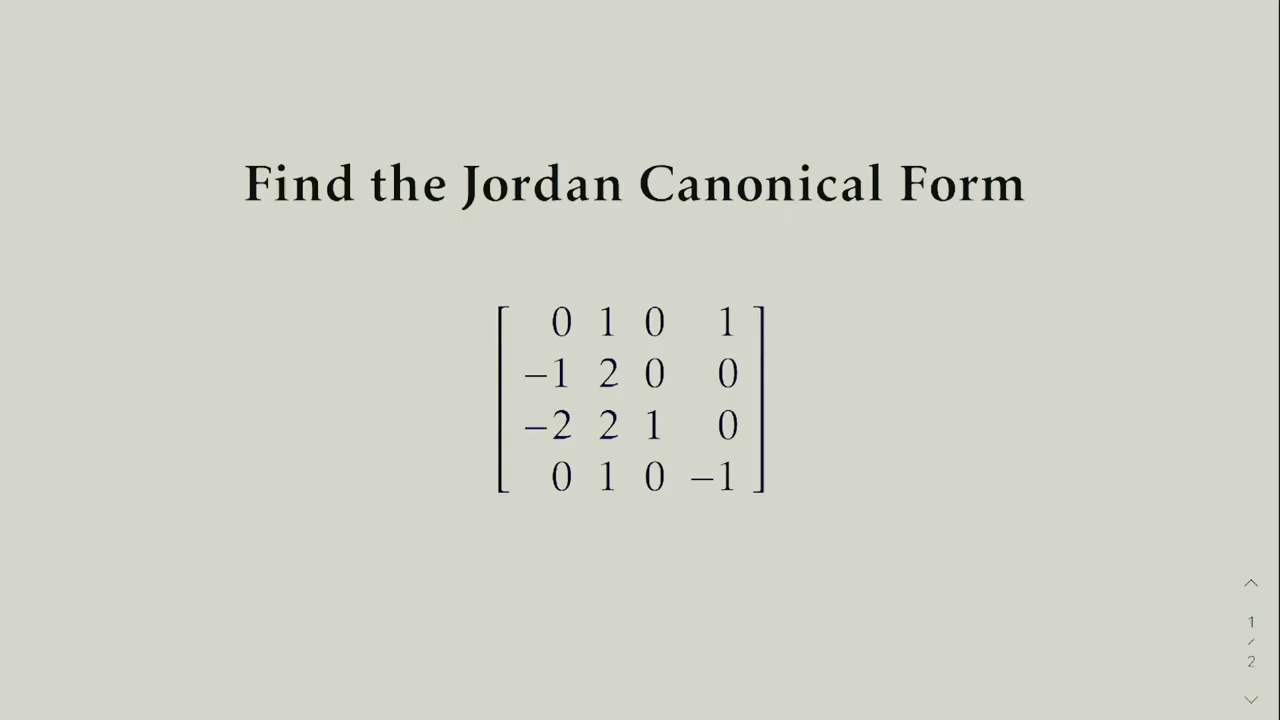 Find the Jordan Canonical Form
0 1 0 1
−1 2 0 0
−2 2 1 0
0 1 0 −1
1
/
2